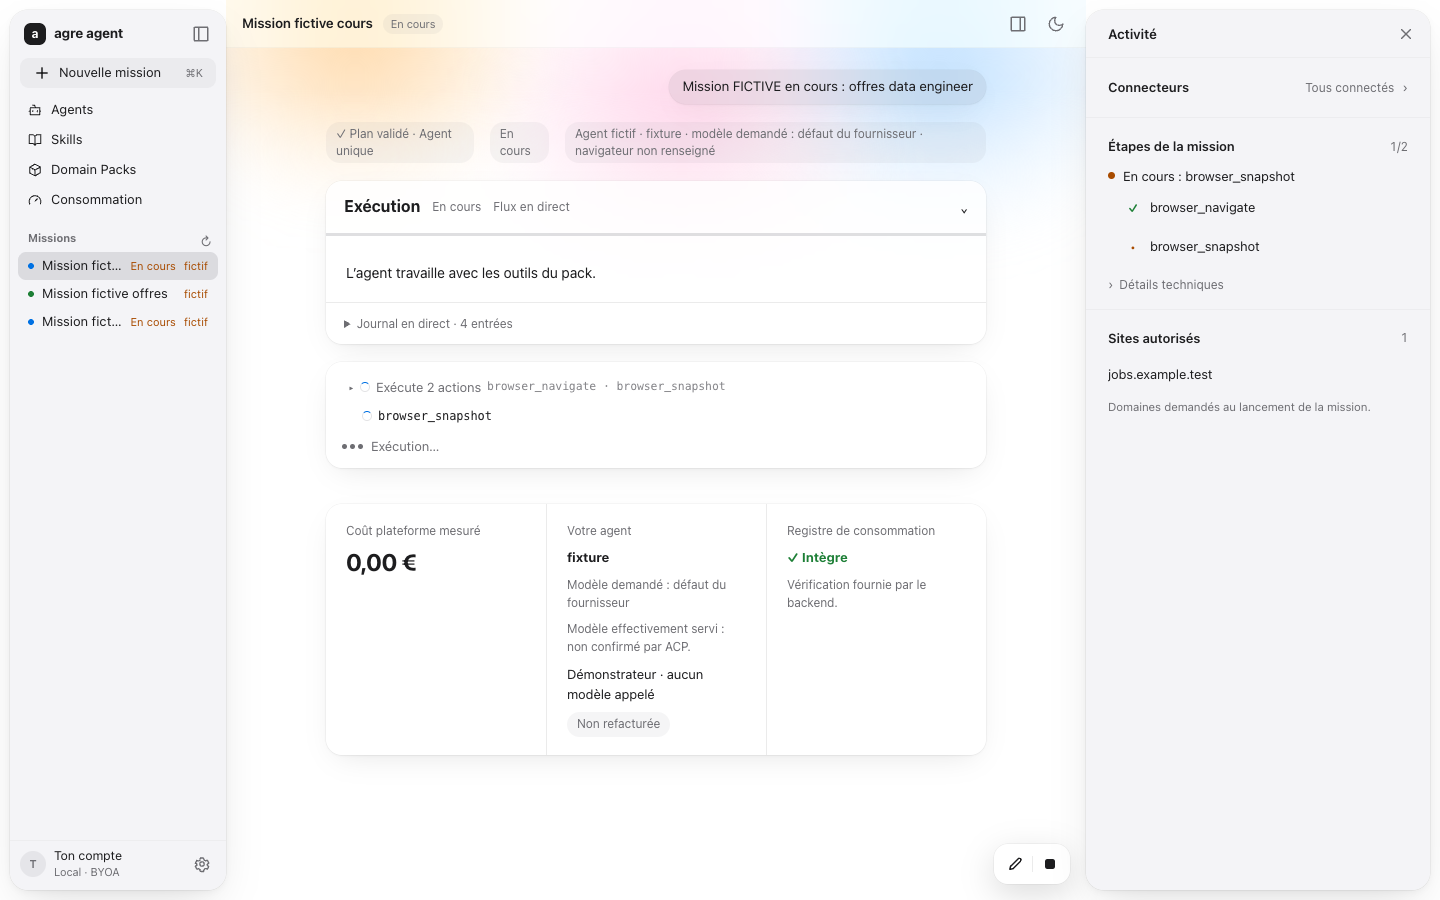 a agre agent
Nouvelle mission ⌘K
Agents
Skills
Domain Packs
Consommation
Missions
Mission fict... En cours fictif
Mission fictive offres fictif
Mission fict... En cours fictif
T Ton compte
Local · BYOA
Mission fictive cours En cours
Mission FICTIVE en cours : offres data engineer
✓ Plan validé · Agent
unique
En
cours
Agent fictif · fixture · modèle demandé : défaut du fournisseur ·
navigateur non renseigné
Exécution En cours Flux en direct
L'agent travaille avec les outils du pack.
Journal en direct · 4 entrées
Exécute 2 actions browser_navigate · browser_snapshot
browser_snapshot
Exécution...
Coût plateforme mesuré
0,00 €
Votre agent
fixture
Modèle demandé : défaut du
fournisseur
Modèle effectivement servi :
non confirmé par ACP.
Démonstrateur · aucun
modèle appelé
Non refacturée
Registre de consommation
✓ Intègre
Vérification fournie par le
backend.
Activité
Connecteurs Tous connectés ›
Étapes de la mission 1/2
En cours : browser_snapshot
✓ browser_navigate
browser_snapshot
› Détails techniques
Sites autorisés 1
jobs.example.test
Domaines demandés au lancement de la mission.